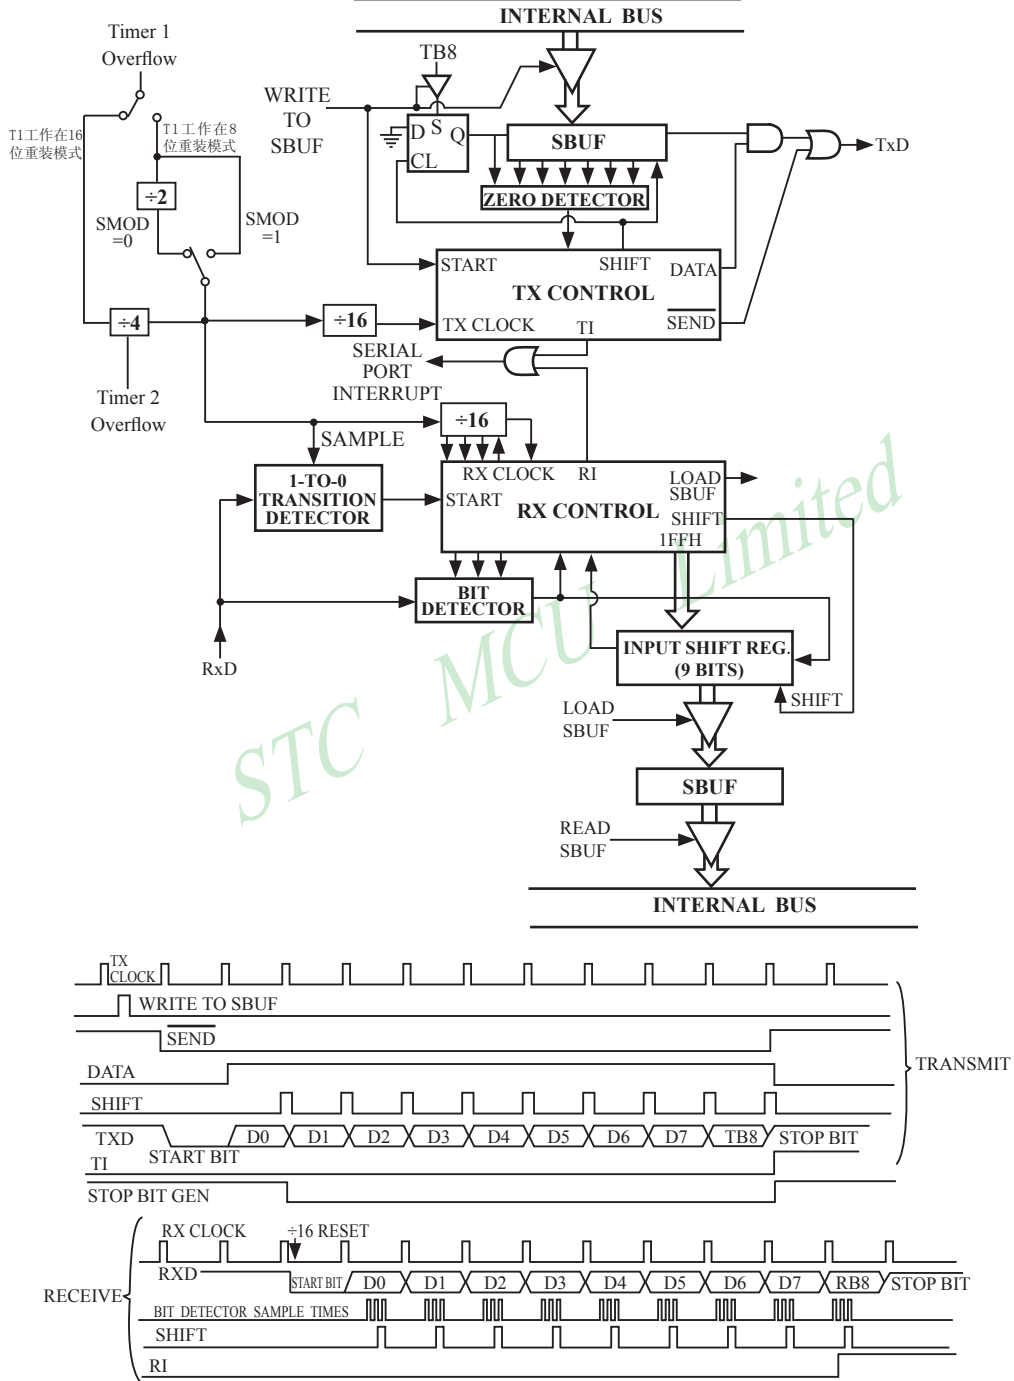 INTERNAL BUS
Timer 1
Overflow
TB8
WRITE
TO
SBUF
T1工作在16
位重装模式
T1工作在8
位重装模式
D
S
Q
CL
SBUF
TxD
÷2
ZERO DETECTOR
SMOD
=0
SMOD
=1
START
SHIFT
DATA
TX CONTROL
÷4
÷16
TX CLOCK
TI
SEND
SERIAL
PORT
INTERRUPT
Timer 2
Overflow
÷16
SAMPLE
RX CLOCK
RI
LOAD
SBUF
1-TO-0
TRANSITION
DETECTOR
START
RX CONTROL
SHIFT
1FFH
BIT
DETECTOR
RxD
INPUT SHIFT REG.
(9 BITS)
SHIFT
LOAD
SBUF
SBUF
READ
SBUF
INTERNAL BUS
STC MCU Limited
TX
CLOCK
WRITE TO SBUF
SEND
DATA
TRANSMIT
SHIFT
TXD
START BIT
D0
D1
D2
D3
D4
D5
D6
D7
TB8
STOP BIT
TI
STOP BIT GEN
RX CLOCK
÷16 RESET
RXD
START BIT
D0
D1
D2
D3
D4
D5
D6
D7
RB8
STOP BIT
RECEIVE
BIT DETECTOR SAMPLE TIMES
SHIFT
RI